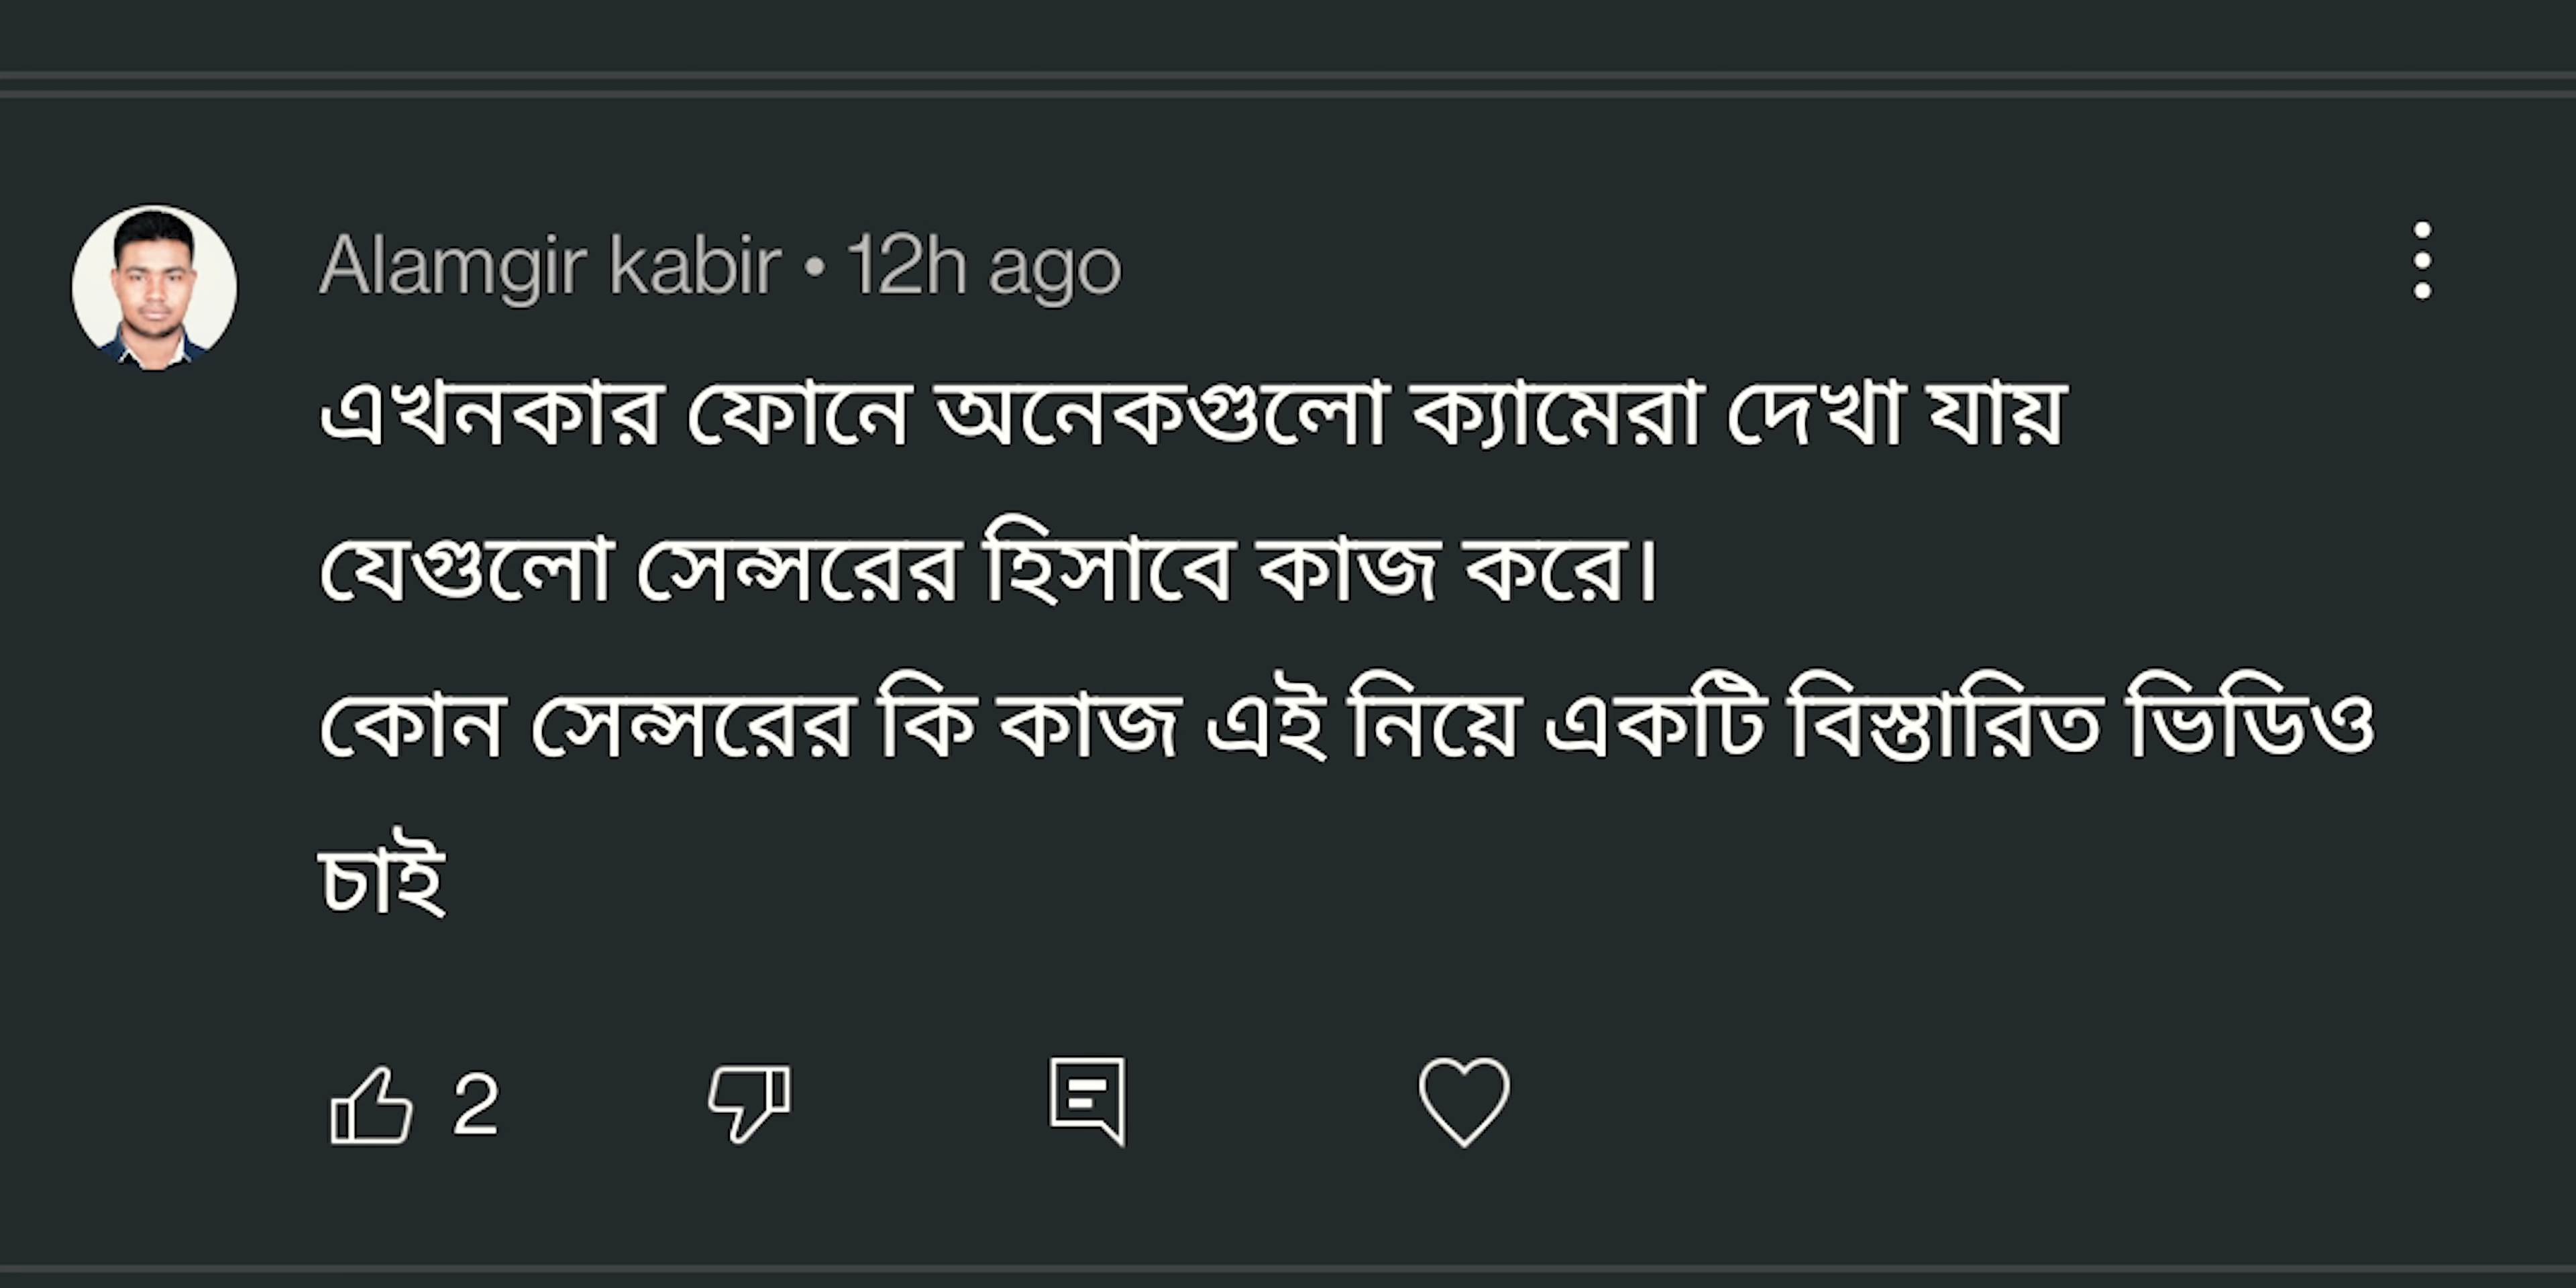 Alamgir kabir • 12h ago
এখনকার ফোনে অনেকগুলো ক্যামেরা দেখা যায়
যেগুলো সেন্সরের হিসাবে কাজ করে।
কোন সেন্সরের কি কাজ এই নিয়ে একটি বিস্তারিত ভিডিও
চাই
2